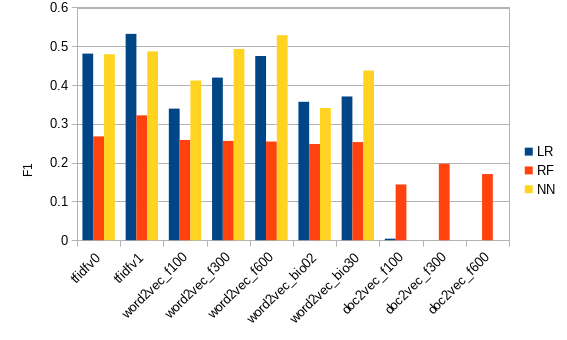 0.6
0.5
0.4
0.3
0.2
0.1
0
F1
tfidfv0
tfidfv1
word2vec_f100
word2vec_f300
word2vec_f600
word2vec_bio02
word2vec_bio30
doc2vec_f100
doc2vec_f300
doc2vec_f600
LR
RF
NN